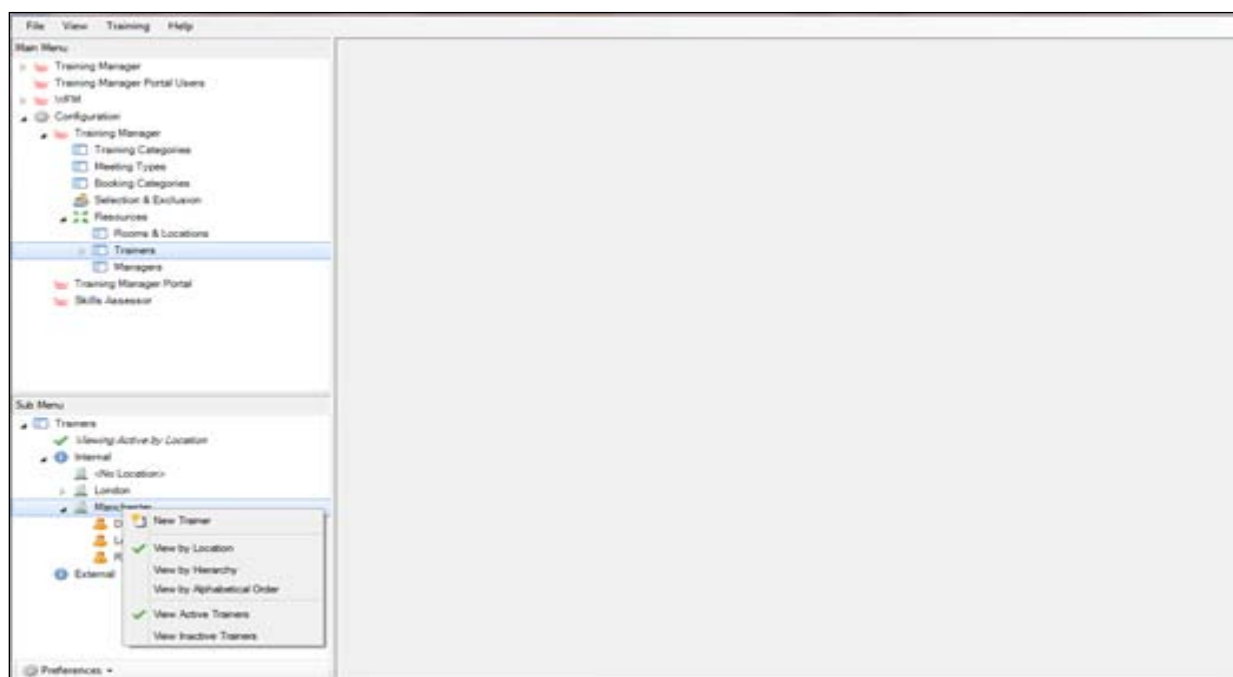 File View Training Help
Main Menu
Training Manager
Training Manager Portal Users
WFM
Configuration
Training Manager
Training Categories
Meeting Types
Booking Categories
Selection & Exclusion
Resources
Rooms & Locations
Trainers
Managers
Training Manager Portal
Skills Assessor
Sub Menu
Trainers
Viewing Active by Location
Internal
<No Location>
London
Manchester
D
L
R
External
New Trainer
View by Location
View by Hierarchy
View by Alphabetical Order
View Active Trainers
View Inactive Trainers
Preferences